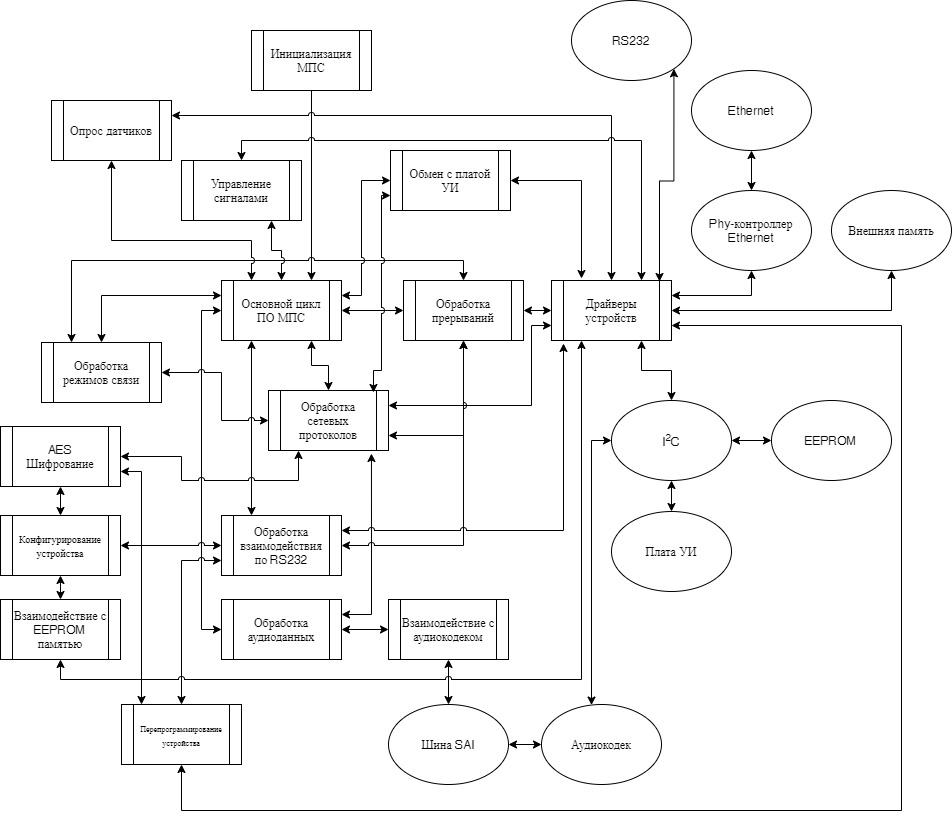 RS232
Инициализация
МПС
Ethernet
Опрос датчиков
Обмен с платой
УИ
Управление
сигналами
Phy-контроллер
Ethernet
Внешняя память
Основной цикл
ПО МПС
Обработка
прерываний
Драйверы
устройств
Обработка
режимов связи
Обработка
сетевых
протоколов
I²C
EEPROM
AES
Шифрование
Конфигурирование
устройства
Обработка
взаимодействия
по RS232
Плата УИ
Взаимодействие с
EEPROM
памятью
Обработка
аудиоданных
Взаимодействие с
аудиокодеком
Перепрограммирование
устройства
Шина SAI
Аудиокодек